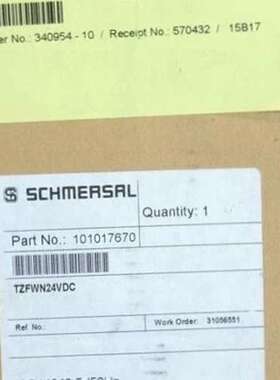 er No.: 340954 - 10 / Receipt No.: 570432 / 15B17
SCHMERSAL
Quantity: 1
Part No.: 101017670
TZFWN24VDC
Ref No.:
Work Order: 31056551